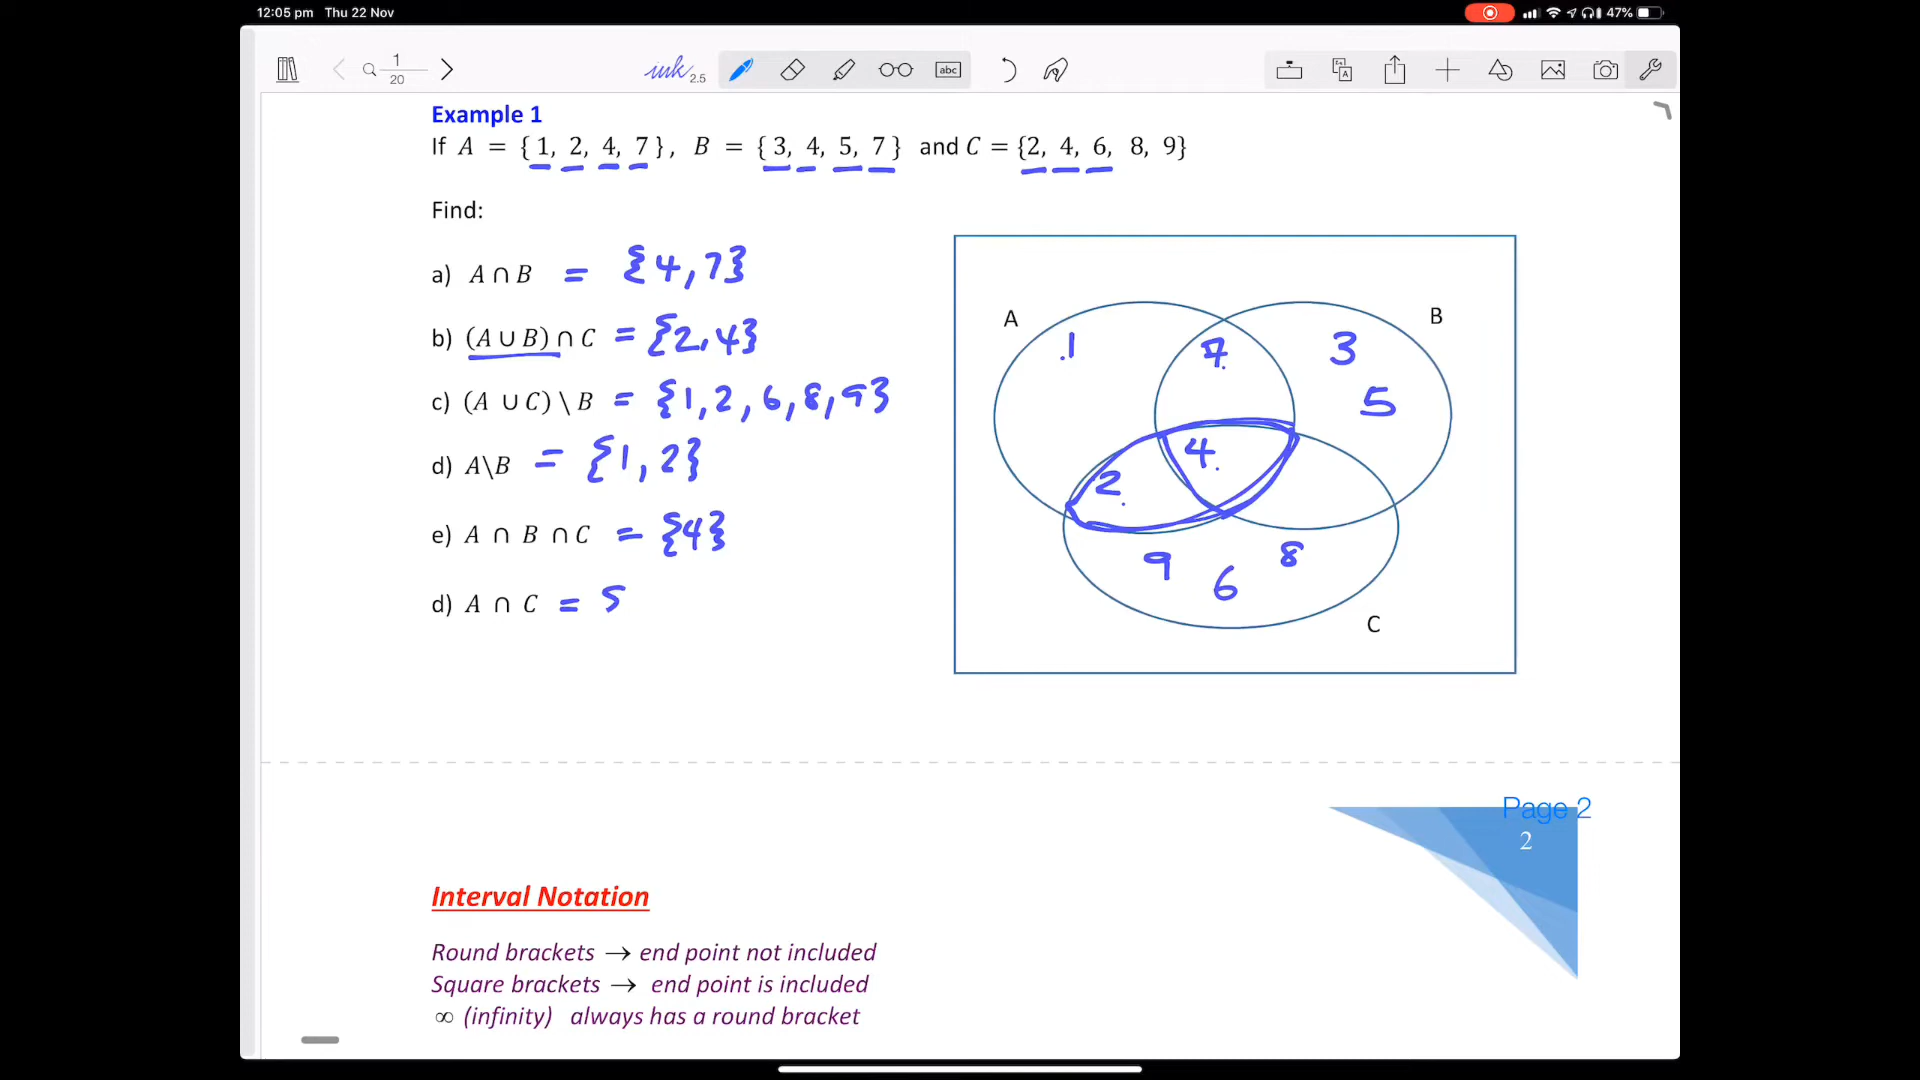 12:05 pm Thu 22 Nov
47%
1
20
ink 2.5
abc
Example 1
If A = { 1, 2, 4, 7 }, B = { 3, 4, 5, 7 } and C = {2, 4, 6, 8, 9}
Find:
a) A ∩ B = {4,7}
b) (A ∪ B) ∩ C = {2,4}
c) (A ∪ C) \ B = {1,2,6,8,9}
d) A\B = {1,2}
e) A ∩ B ∩ C = {4}
d) A ∩ C =
A
B
1
7
3
5
4
2
9
8
6
C
Page 2
2
Interval Notation
Round brackets → end point not included
Square brackets → end point is included
∞ (infinity) always has a round bracket